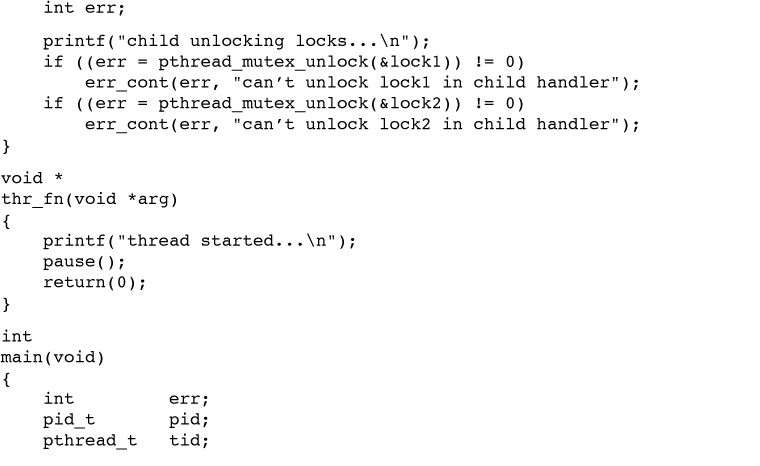 int err;

    printf("child unlocking locks...\n");
    if ((err = pthread_mutex_unlock(&lock1)) != 0)
        err_cont(err, "can’t unlock lock1 in child handler");
    if ((err = pthread_mutex_unlock(&lock2)) != 0)
        err_cont(err, "can’t unlock lock2 in child handler");
}

void *
thr_fn(void *arg)
{
    printf("thread started...\n");
    pause();
    return(0);
}

int
main(void)
{
    int         err;
    pid_t       pid;
    pthread_t   tid;